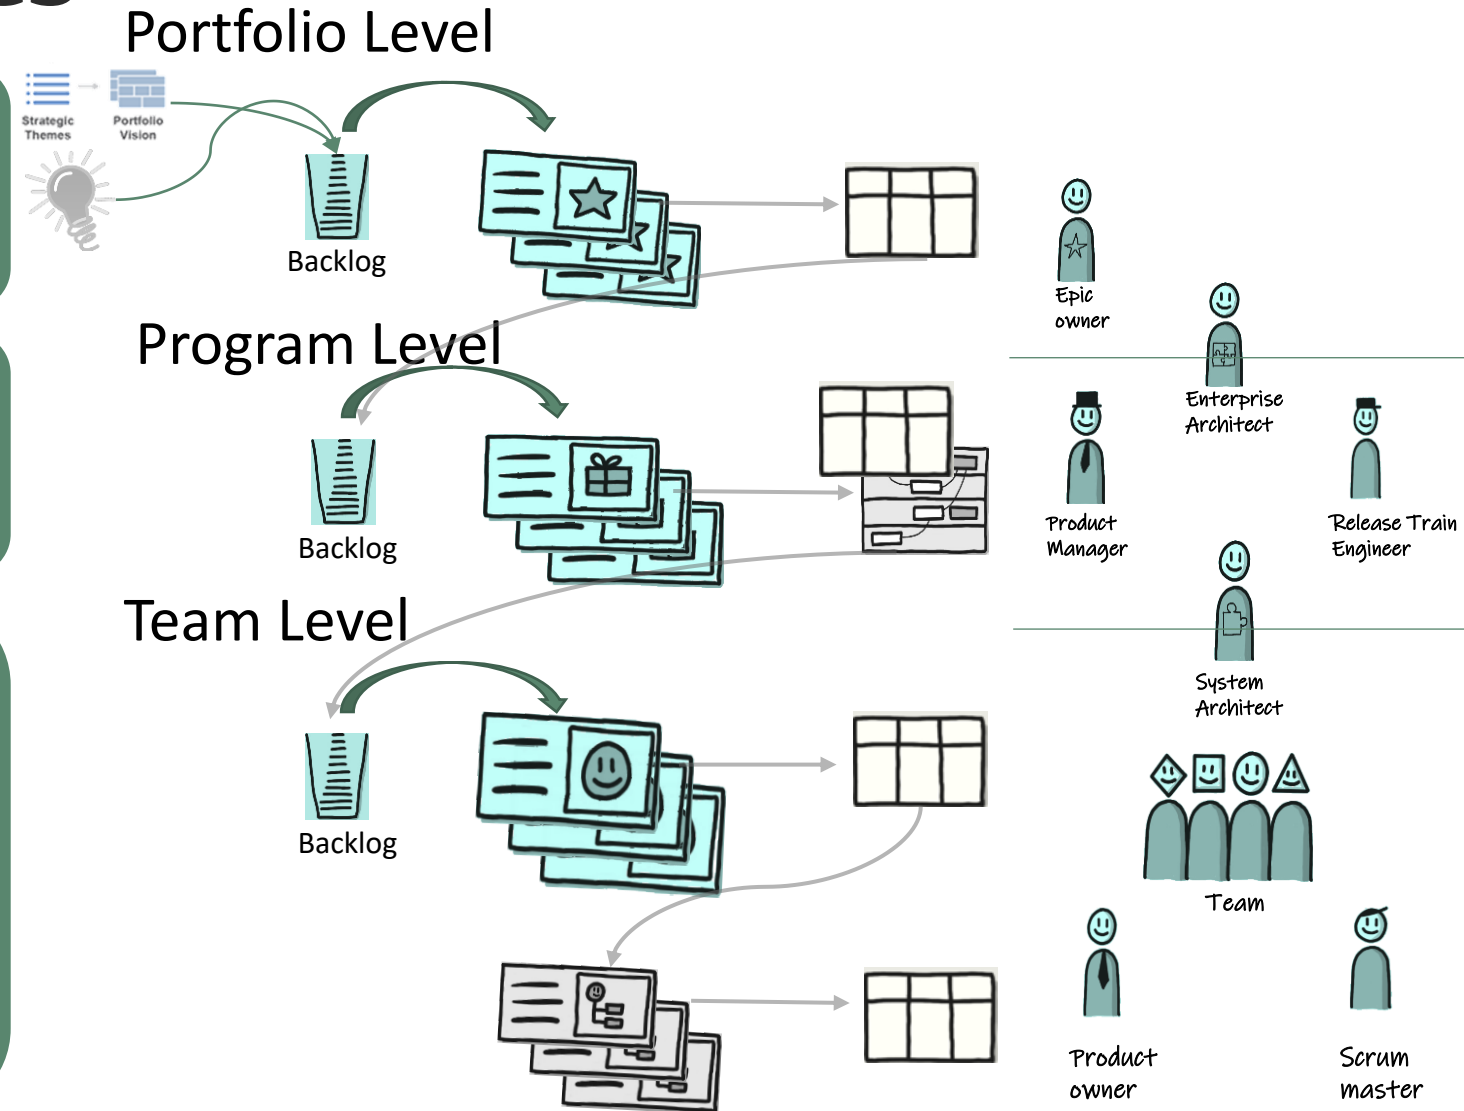 Portfolio Level
Strategic
Themes
Portfolio
Vision
Backlog
Epic
owner
Program Level
Enterprise
Architect
Backlog
Product
Manager
Release Train
Engineer
Team Level
System
Architect
Backlog
Team
Product
owner
Scrum
master